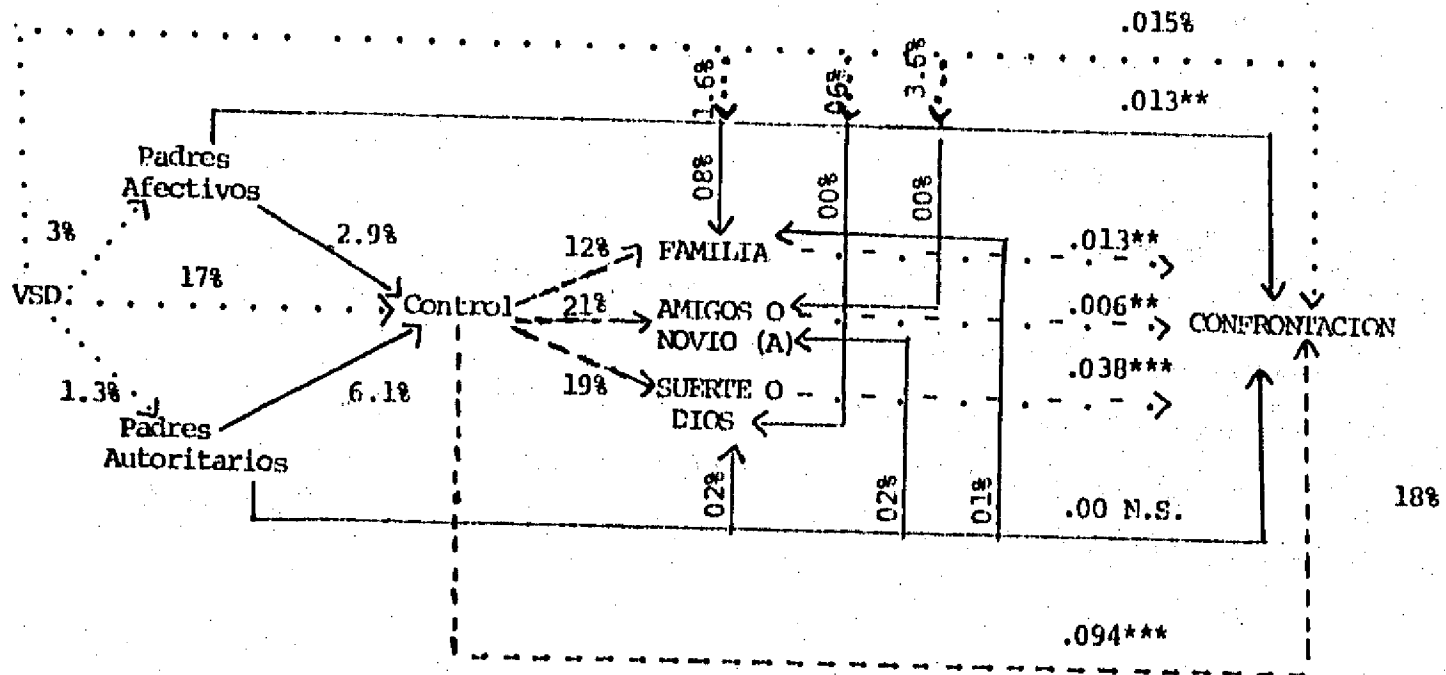 .015%
1.6%
06%
3.6%
.013**
Padres
Afectivos
08%
00%
00%
3%
2.9%
12%
FAMILIA
.013**
17%
VSD.
Control
21%
AMIGOS O
NOVIO (A)
.006**
CONFRONTACION
1.3%
6.1%
19%
SUERTE O
DIOS
.038***
Padres
Autoritarios
02%
02%
01%
.00 N.S.
18%
.094***